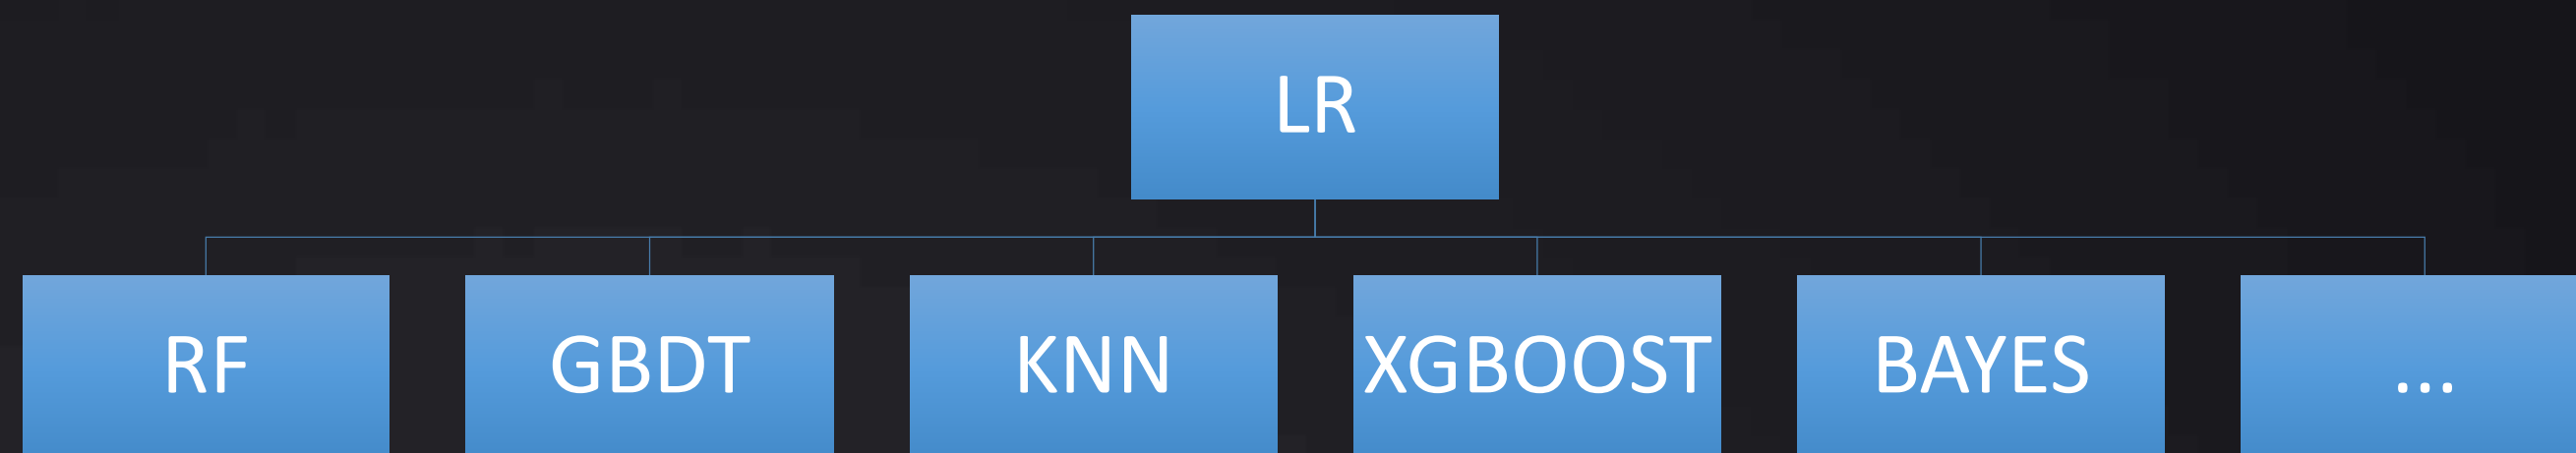 LR
RF
GBDT
KNN
XGBOOST
BAYES
...